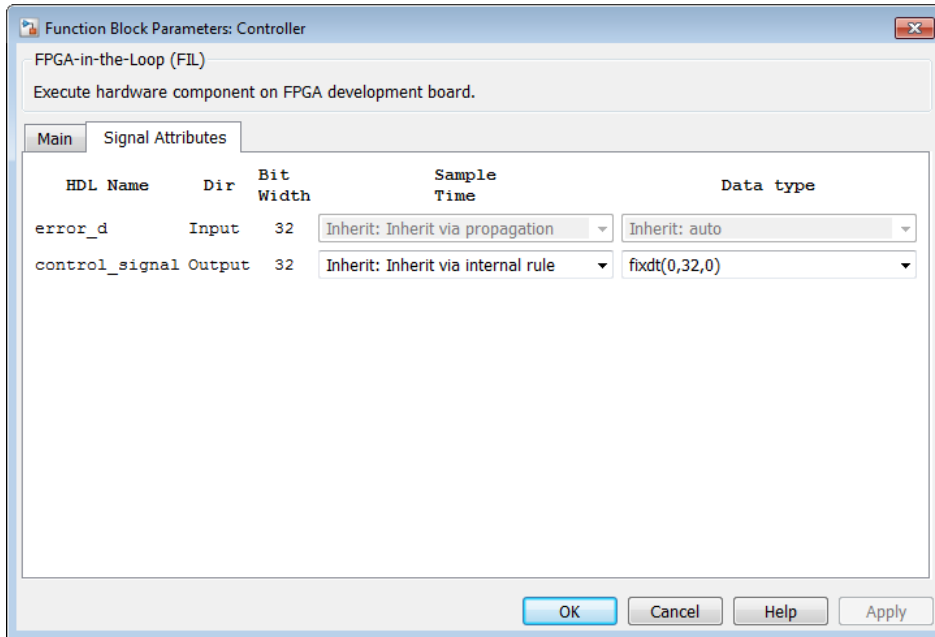 Function Block Parameters: Controller
FPGA-in-the-Loop (FIL)
Execute hardware component on FPGA development board.
Main Signal Attributes
HDL Name Dir Bit Width Sample Time Data type
error_d Input 32 Inherit: Inherit via propagation Inherit: auto
control_signal Output 32 Inherit: Inherit via internal rule fixdt(0,32,0)
OK Cancel Help Apply